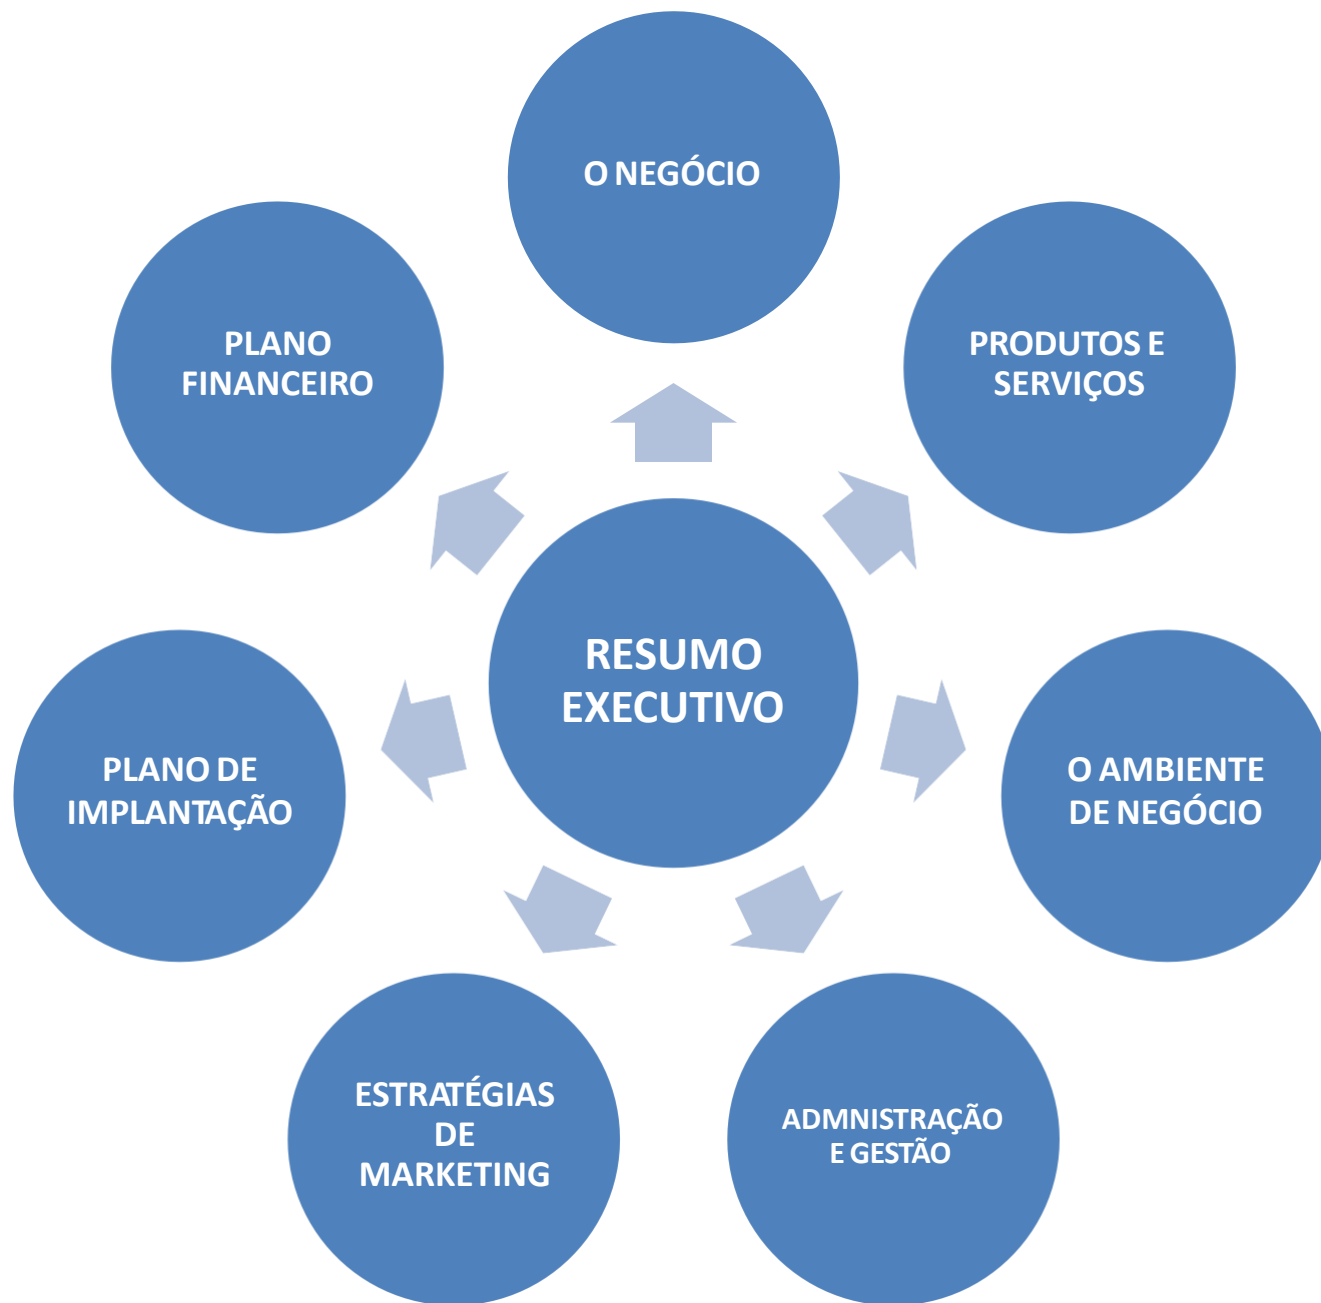 O NEGÓCIO
PLANO
FINANCEIRO
PRODUTOS E
SERVIÇOS
RESUMO
EXECUTIVO
PLANO DE
IMPLANTAÇÃO
O AMBIENTE
DE NEGÓCIO
ESTRATÉGIAS
DE
MARKETING
ADMNISTRAÇÃO
E GESTÃO